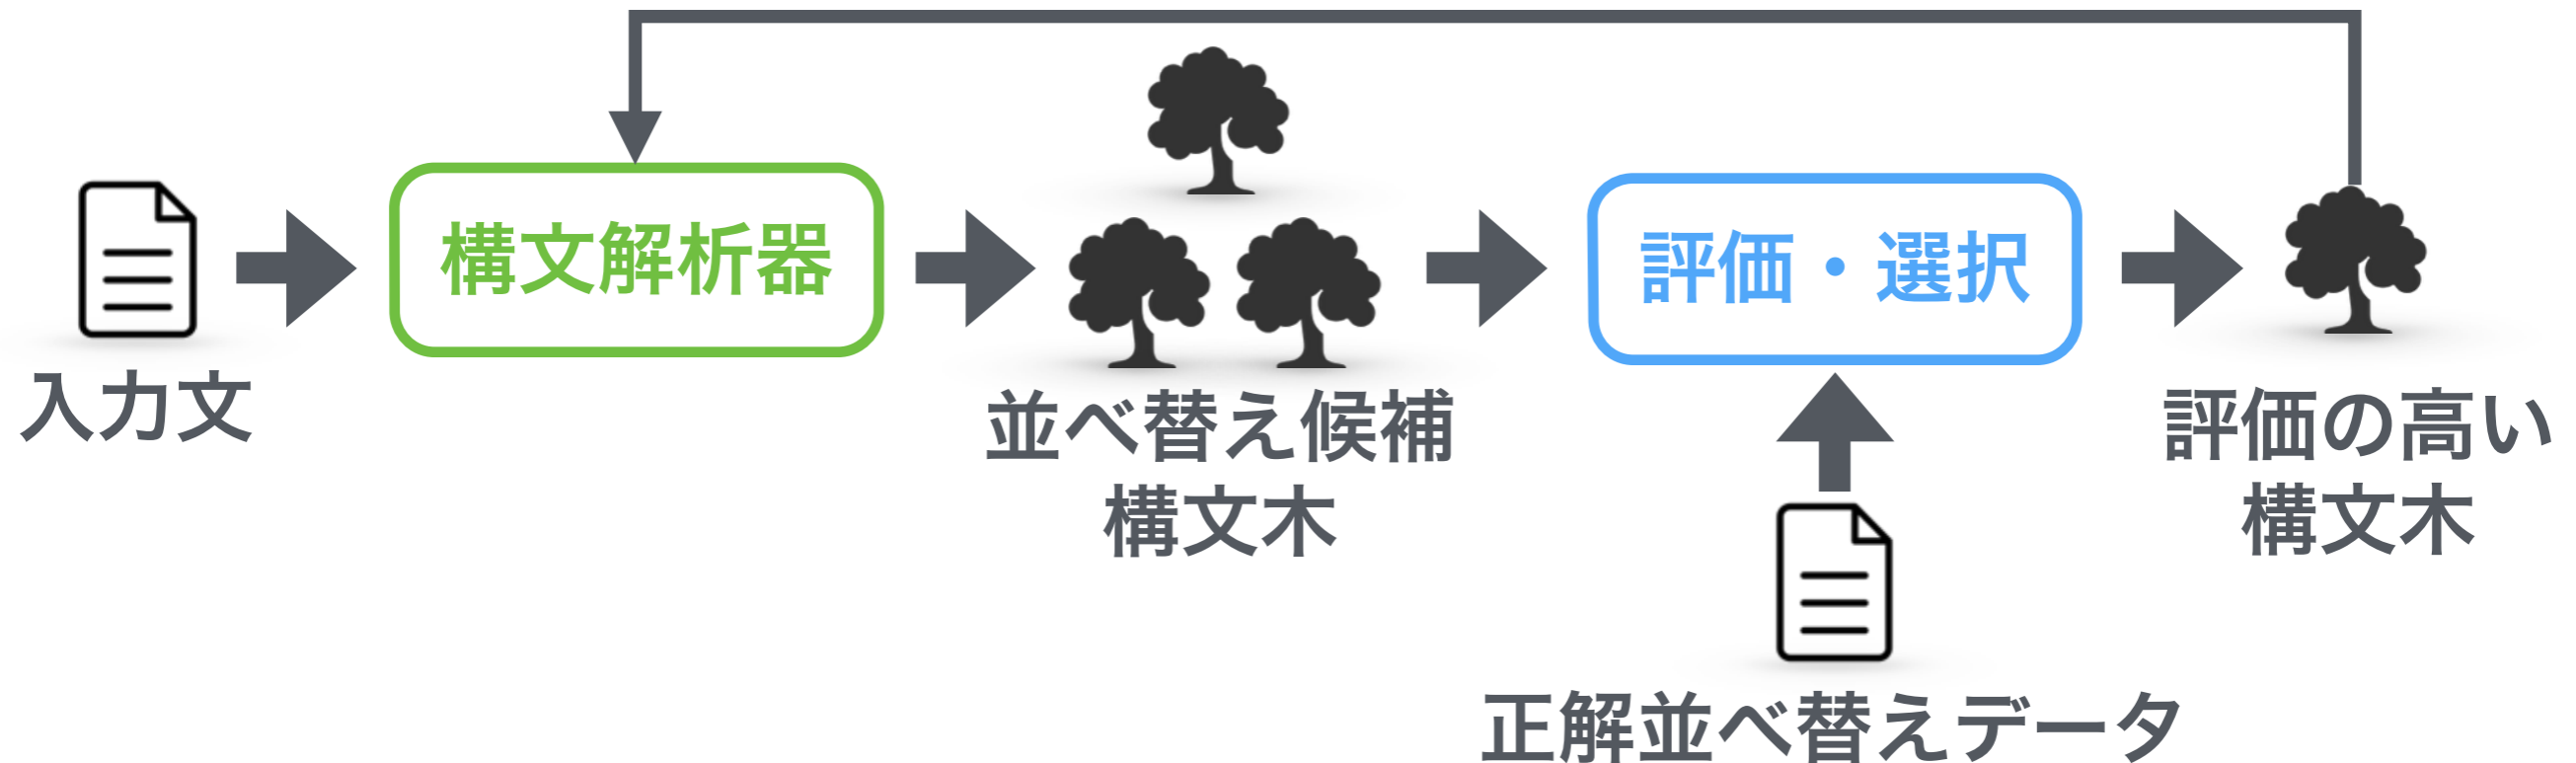 構文解析器
評価・選択
入力文
並べ替え候補
構文木
評価の高い
構文木
正解並べ替えデータ